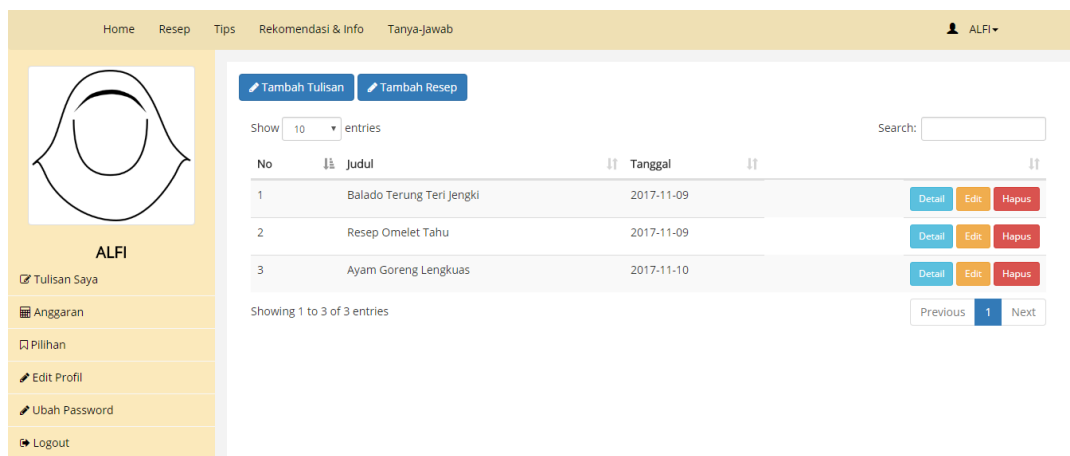 Home Resep Tips Rekomendasi & Info Tanya-Jawab ALFI
ALFI
Tulisan Saya
Anggaran
Pilihan
Edit Profil
Ubah Password
Logout
Tambah Tulisan Tambah Resep
Show 10 entries Search:
No Judul Tanggal
1 Balado Terung Teri Jengki 2017-11-09 Detail Edit Hapus
2 Resep Omelet Tahu 2017-11-09 Detail Edit Hapus
3 Ayam Goreng Lengkuas 2017-11-10 Detail Edit Hapus
Showing 1 to 3 of 3 entries Previous 1 Next